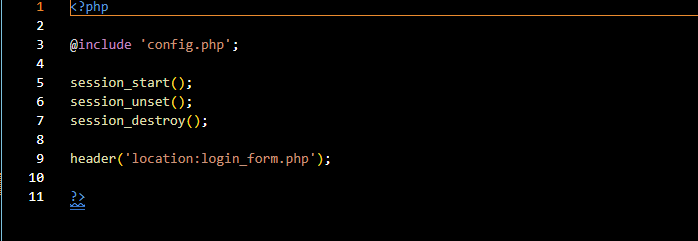 1 <?php
2
3 @include 'config.php';
4
5 session_start();
6 session_unset();
7 session_destroy();
8
9 header('location:login_form.php');
10
11 ?>